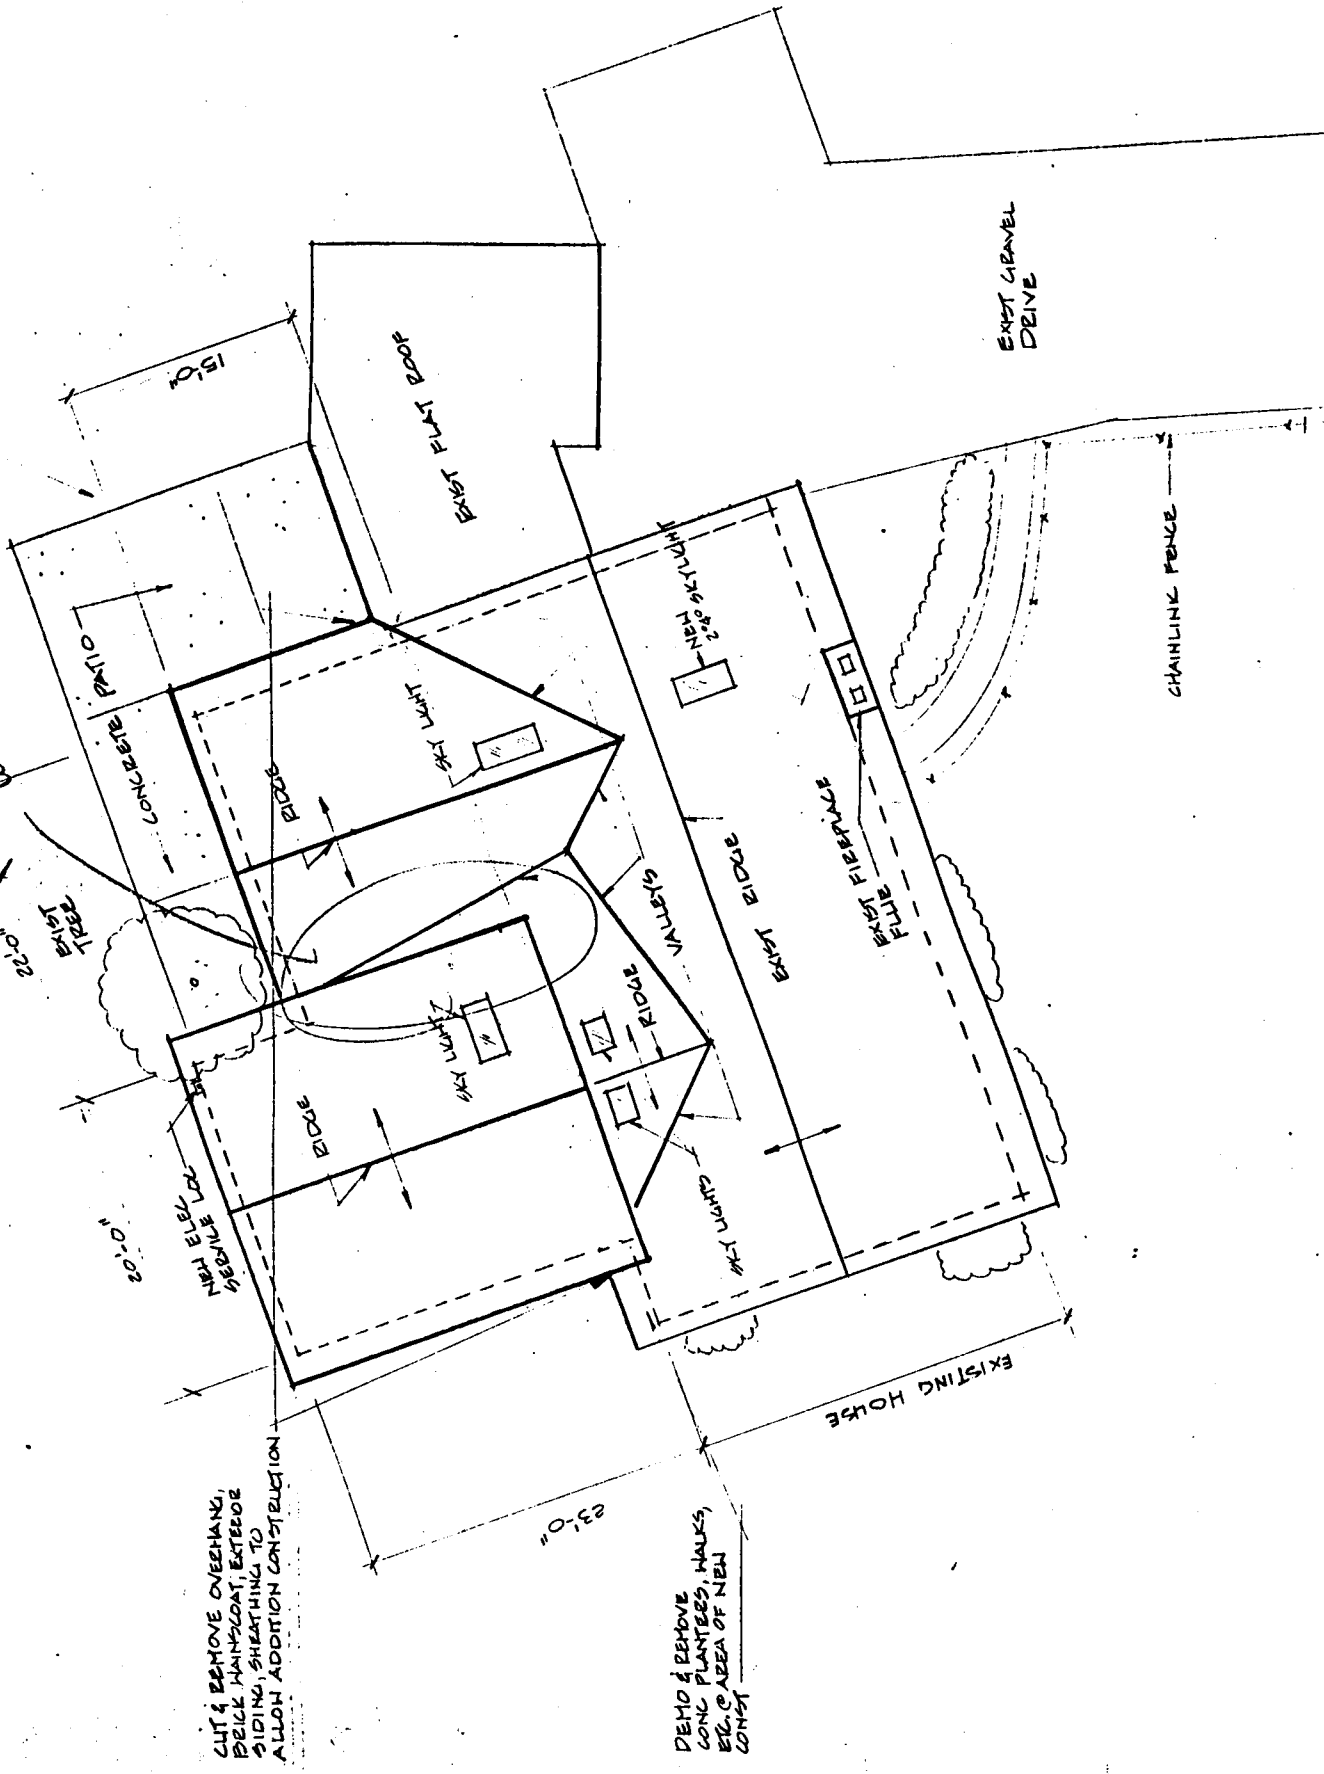 15'-0"
EXIST FLAT ROOF
EXIST GRAVEL
DRIVE
CONCRETE PATIO
22'-0"
EXIST
TREE
RIDGE
SKY LIGHT
NEW SKYLIGHT
CHAINLINK FENCE
VALLEYS
EXIST RIDGE
EXIST FIREPLACE
FLUE
RIDGE
SKY LIGHT
RIDGE
SKY LIGHTS
20'-0"
NEW ELEC
SERVICE LOC
EXISTING HOUSE
23'-0"
CUT & REMOVE OVERHANG,
BRICK WAINSCOAT, EXTERIOR
SIDING, SHEATHING TO
ALLOW ADDITION CONSTRUCTION
DEMO & REMOVE
CONC PLANTERS, WALKS,
ETC. @ AREA OF NEW
CONST